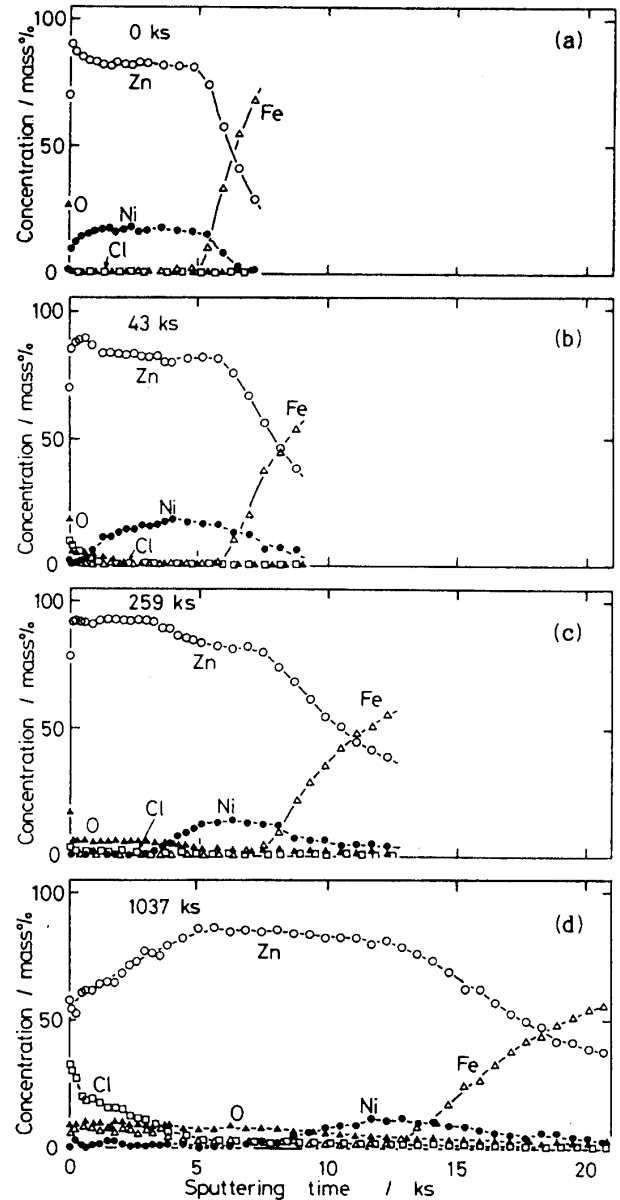 100
0 ks
(a)
Zn
Fe
50
O
Ni
Cl
0
Concentration / mass%
100
43 ks
(b)
Zn
Fe
50
O
Ni
Cl
0
Concentration / mass%
100
259 ks
(c)
Zn
Fe
50
O
Cl
Ni
0
Concentration / mass%
100
1037 ks
(d)
Zn
50
Fe
Cl
O
Ni
0
Concentration / mass%
0 5 10 15 20
Sputtering time / ks